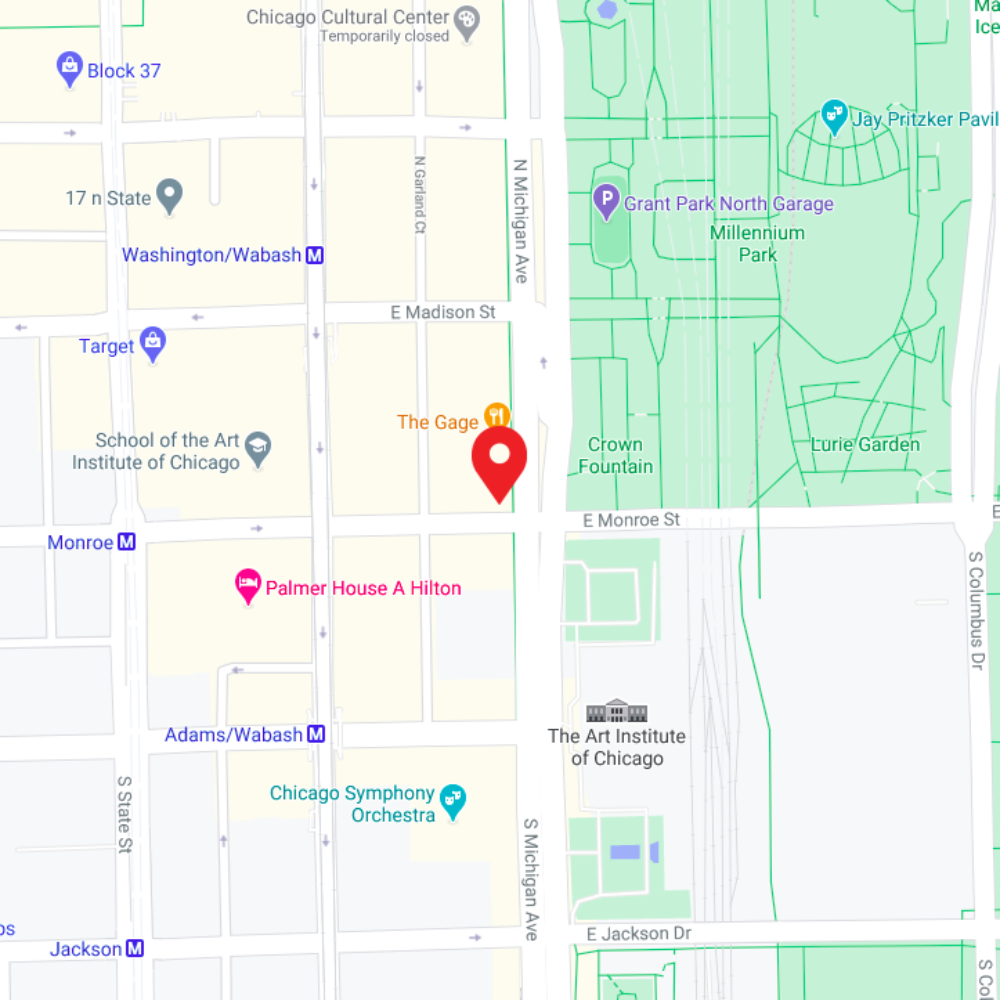 Chicago Cultural Center
Temporarily closed
Ma
Ice
Block 37
Jay Pritzker Pavil
17 n State
N Garland Ct
N Michigan Ave
P
Grant Park North Garage
Millennium
Park
Washington/Wabash M
E Madison St
Target
The Gage
School of the Art
Institute of Chicago
Crown
Fountain
Lurie Garden
E Monroe St
E
Monroe M
S Columbus Dr
Palmer House A Hilton
Adams/Wabash M
The Art Institute
of Chicago
S State St
Chicago Symphony
Orchestra
S Michigan Ave
os
Jackson M
E Jackson Dr
S Col